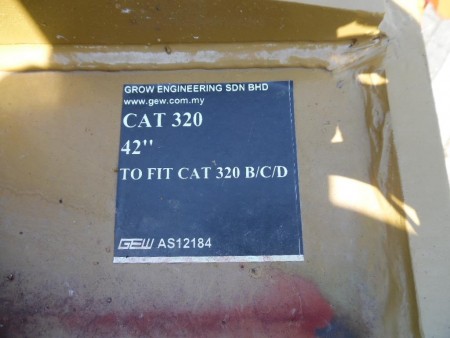 GROW ENGINEERING SDN BHD
www.gew.com.my
CAT 320
42"
TO FIT CAT 320 B/C/D
GEW AS12184